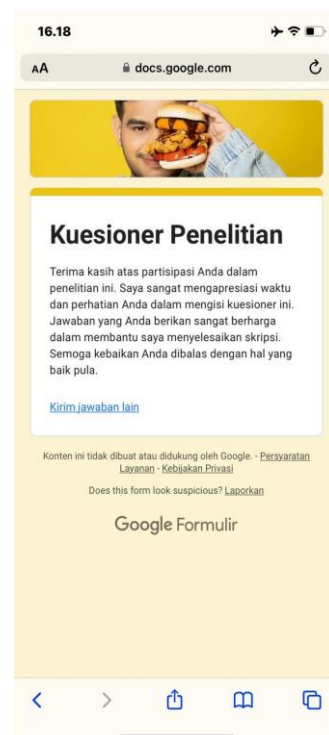 16.18
AA docs.google.com
Kuesioner Penelitian
Terima kasih atas partisipasi Anda dalam
penelitian ini. Saya sangat mengapresiasi waktu
dan perhatian Anda dalam mengisi kuesioner ini.
Jawaban yang Anda berikan sangat berharga
dalam membantu saya menyelesaikan skripsi.
Semoga kebaikan Anda dibalas dengan hal yang
baik pula.
Kirim jawaban lain
Konten ini tidak dibuat atau didukung oleh Google. - Persyaratan
Layanan - Kebijakan Privasi
Does this form look suspicious? Laporkan
Google Formulir